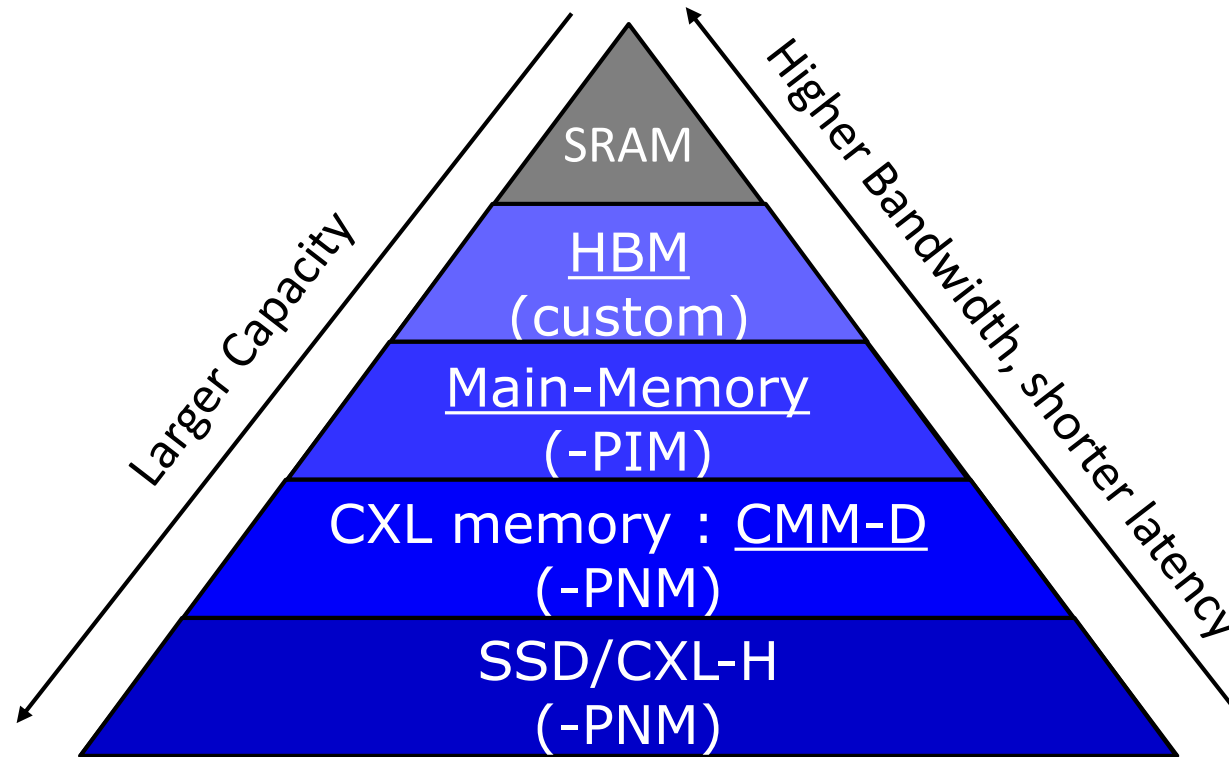 SRAM
HBM
(custom)
Main-Memory
(-PIM)
CXL memory : CMM-D
(-PNM)
SSD/CXL-H
(-PNM)
Larger Capacity
Higher Bandwidth, shorter latency